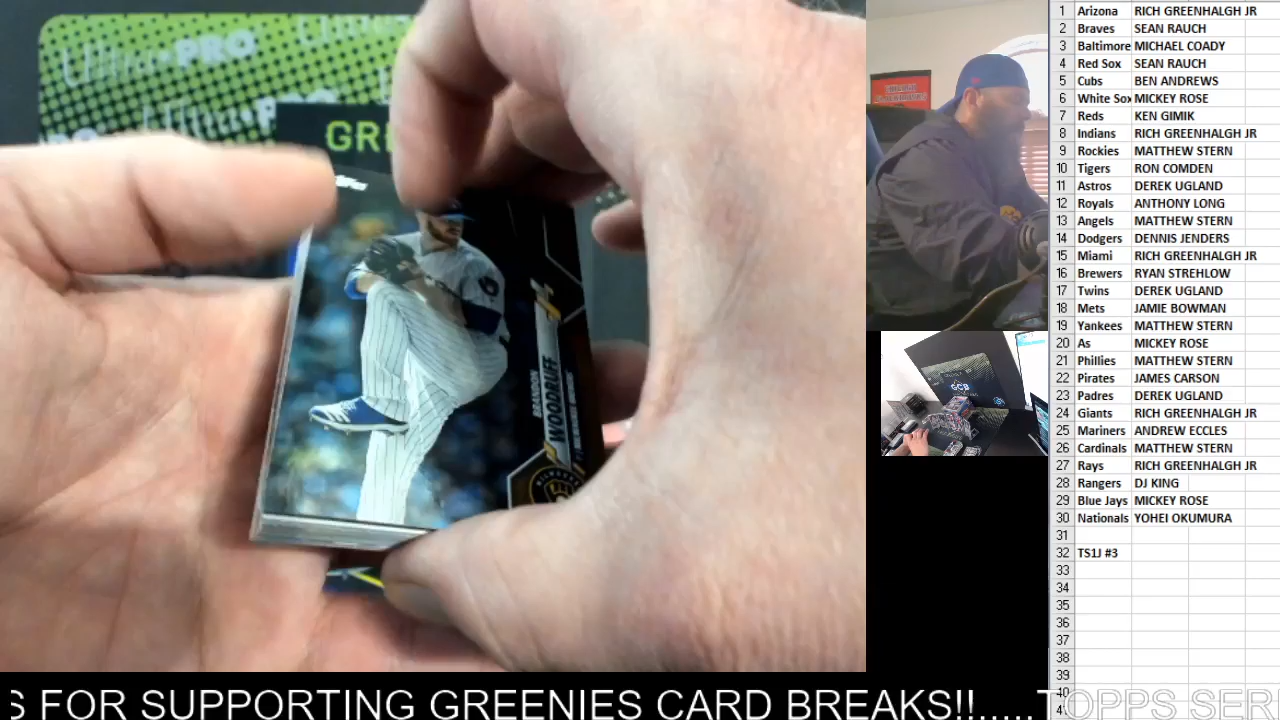 Ultra•PRO
GRE
BRANDON
WOODRUFF
1 Arizona RICH GREENHALGH JR
2 Braves SEAN RAUCH
3 Baltimore MICHAEL COADY
4 Red Sox SEAN RAUCH
5 Cubs BEN ANDREWS
6 White Sox MICKEY ROSE
7 Reds KEN GIMIK
8 Indians RICH GREENHALGH JR
9 Rockies MATTHEW STERN
10 Tigers RON COMDEN
11 Astros DEREK UGLAND
12 Royals ANTHONY LONG
13 Angels MATTHEW STERN
14 Dodgers DENNIS JENDERS
15 Miami RICH GREENHALGH JR
16 Brewers RYAN STREHLOW
17 Twins DEREK UGLAND
18 Mets JAMIE BOWMAN
19 Yankees MATTHEW STERN
20 As MICKEY ROSE
21 Phillies MATTHEW STERN
22 Pirates JAMES CARSON
23 Padres DEREK UGLAND
24 Giants RICH GREENHALGH JR
25 Mariners ANDREW ECCLES
26 Cardinals MATTHEW STERN
27 Rays RICH GREENHALGH JR
28 Rangers DJ KING
29 Blue Jays MICKEY ROSE
30 Nationals YOHEI OKUMURA
31
32 TS1J #3
33
34
35
36
37
38
39
40
GCB
S FOR SUPPORTING GREENIES CARD BREAKS!!.....TOPPS SER